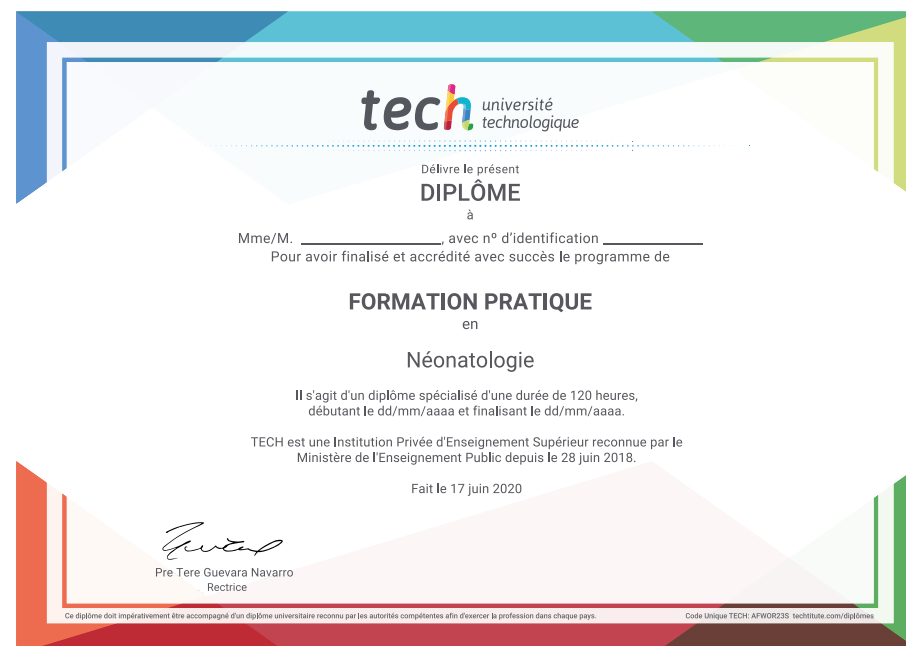 tech université
technologique
Délivre le présent
DIPLÔME
à
Mme/M. ____________________, avec nº d'identification ______________
Pour avoir finalisé et accrédité avec succès le programme de
FORMATION PRATIQUE
en
Néonatologie
Il s'agit d'un diplôme spécialisé d'une durée de 120 heures,
débutant le dd/mm/aaaa et finalisant le dd/mm/aaaa.
TECH est une Institution Privée d'Enseignement Supérieur reconnue par le
Ministère de l'Enseignement Public depuis le 28 juin 2018.
Fait le 17 juin 2020
Pre Tere Guevara Navarro
Rectrice
Ce diplôme doit impérativement être accompagné d'un diplôme universitaire reconnu par les autorités compétentes afin d'exercer la profession dans chaque pays.
Code Unique TECH: AFWOR23S techtitute.com/diplômes